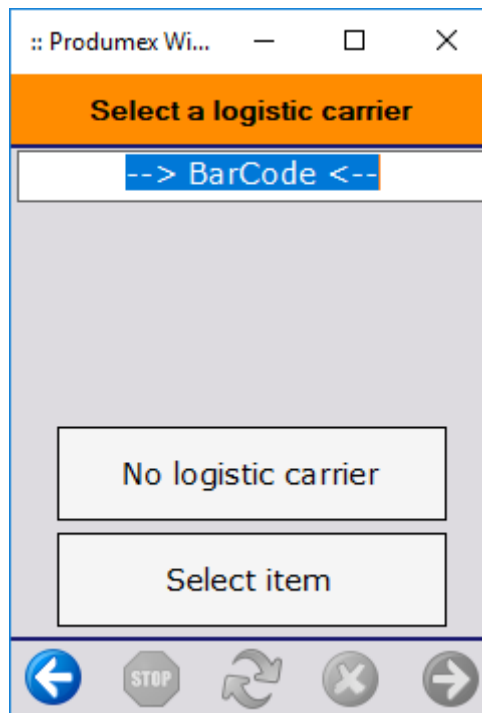 :: Produmex Wi...
Select a logistic carrier
--> BarCode <--
No logistic carrier
Select item
STOP